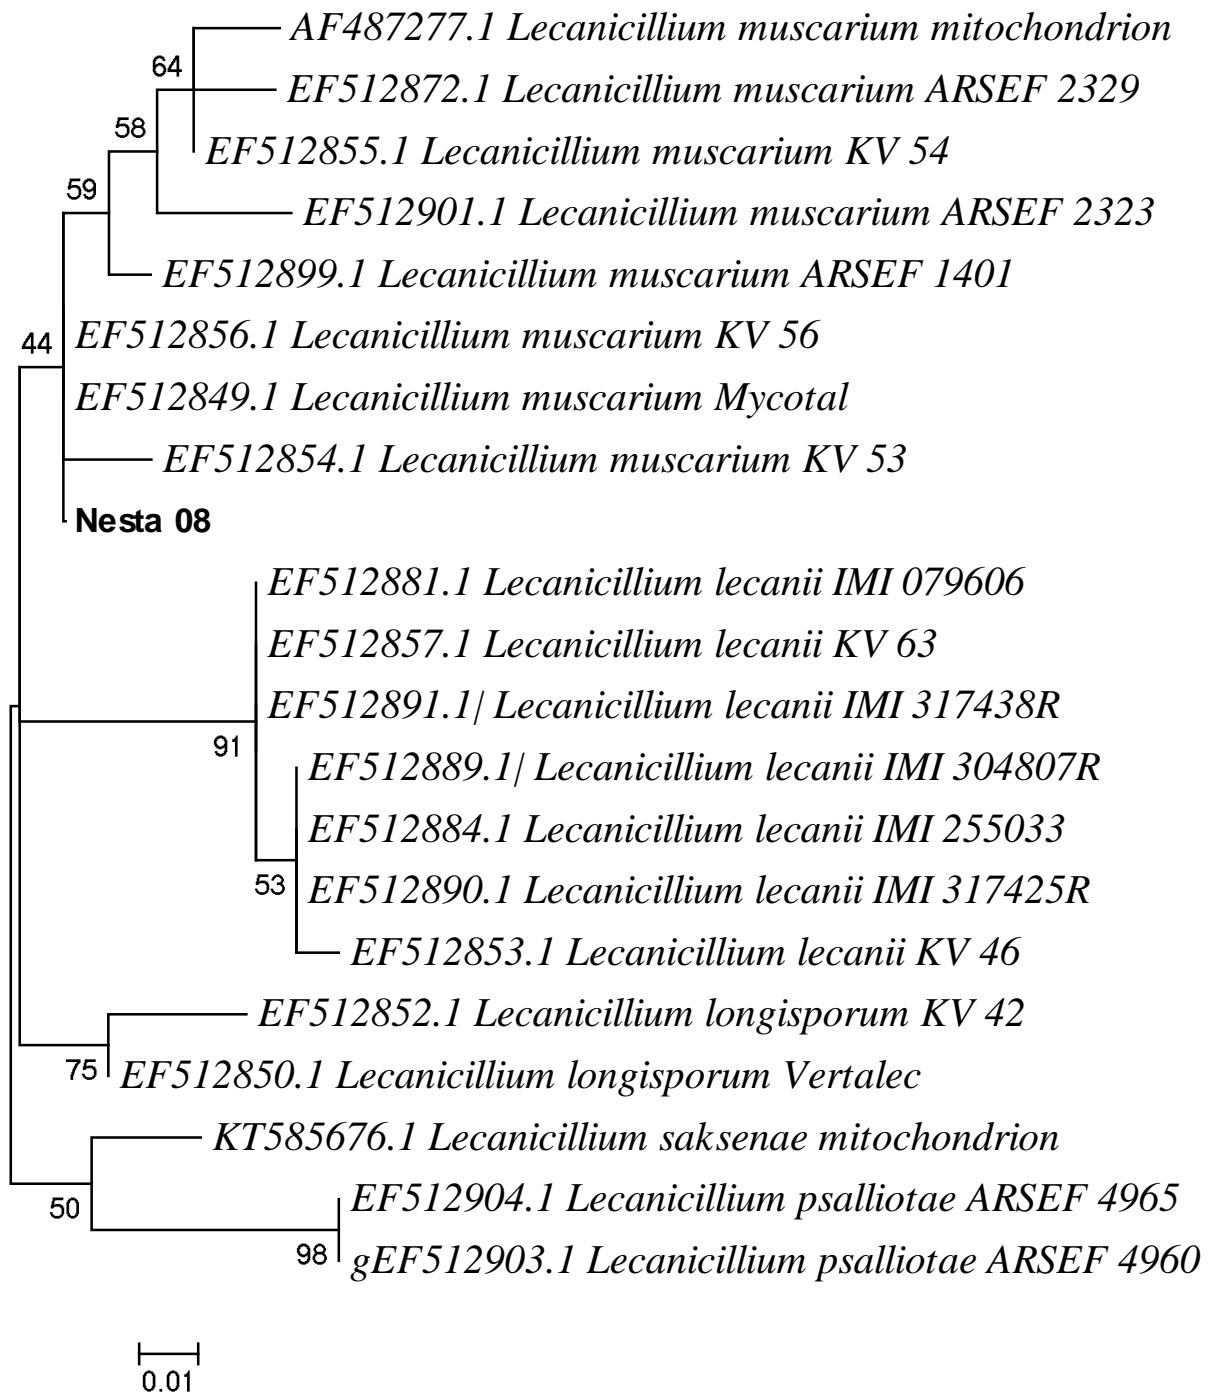 AF487277.1 Lecanicillium muscarium mitochondrion
64
EF512872.1 Lecanicillium muscarium ARSEF 2329
58
EF512855.1 Lecanicillium muscarium KV 54
59
EF512901.1 Lecanicillium muscarium ARSEF 2323
EF512899.1 Lecanicillium muscarium ARSEF 1401
44
EF512856.1 Lecanicillium muscarium KV 56
EF512849.1 Lecanicillium muscarium Mycotal
EF512854.1 Lecanicillium muscarium KV 53
Nesta 08
EF512881.1 Lecanicillium lecanii IMI 079606
EF512857.1 Lecanicillium lecanii KV 63
EF512891.1| Lecanicillium lecanii IMI 317438R
91
EF512889.1| Lecanicillium lecanii IMI 304807R
EF512884.1 Lecanicillium lecanii IMI 255033
53
EF512890.1 Lecanicillium lecanii IMI 317425R
EF512853.1 Lecanicillium lecanii KV 46
EF512852.1 Lecanicillium longisporum KV 42
75
EF512850.1 Lecanicillium longisporum Vertalec
KT585676.1 Lecanicillium saksenae mitochondrion
50
EF512904.1 Lecanicillium psalliotae ARSEF 4965
98
gEF512903.1 Lecanicillium psalliotae ARSEF 4960
0.01